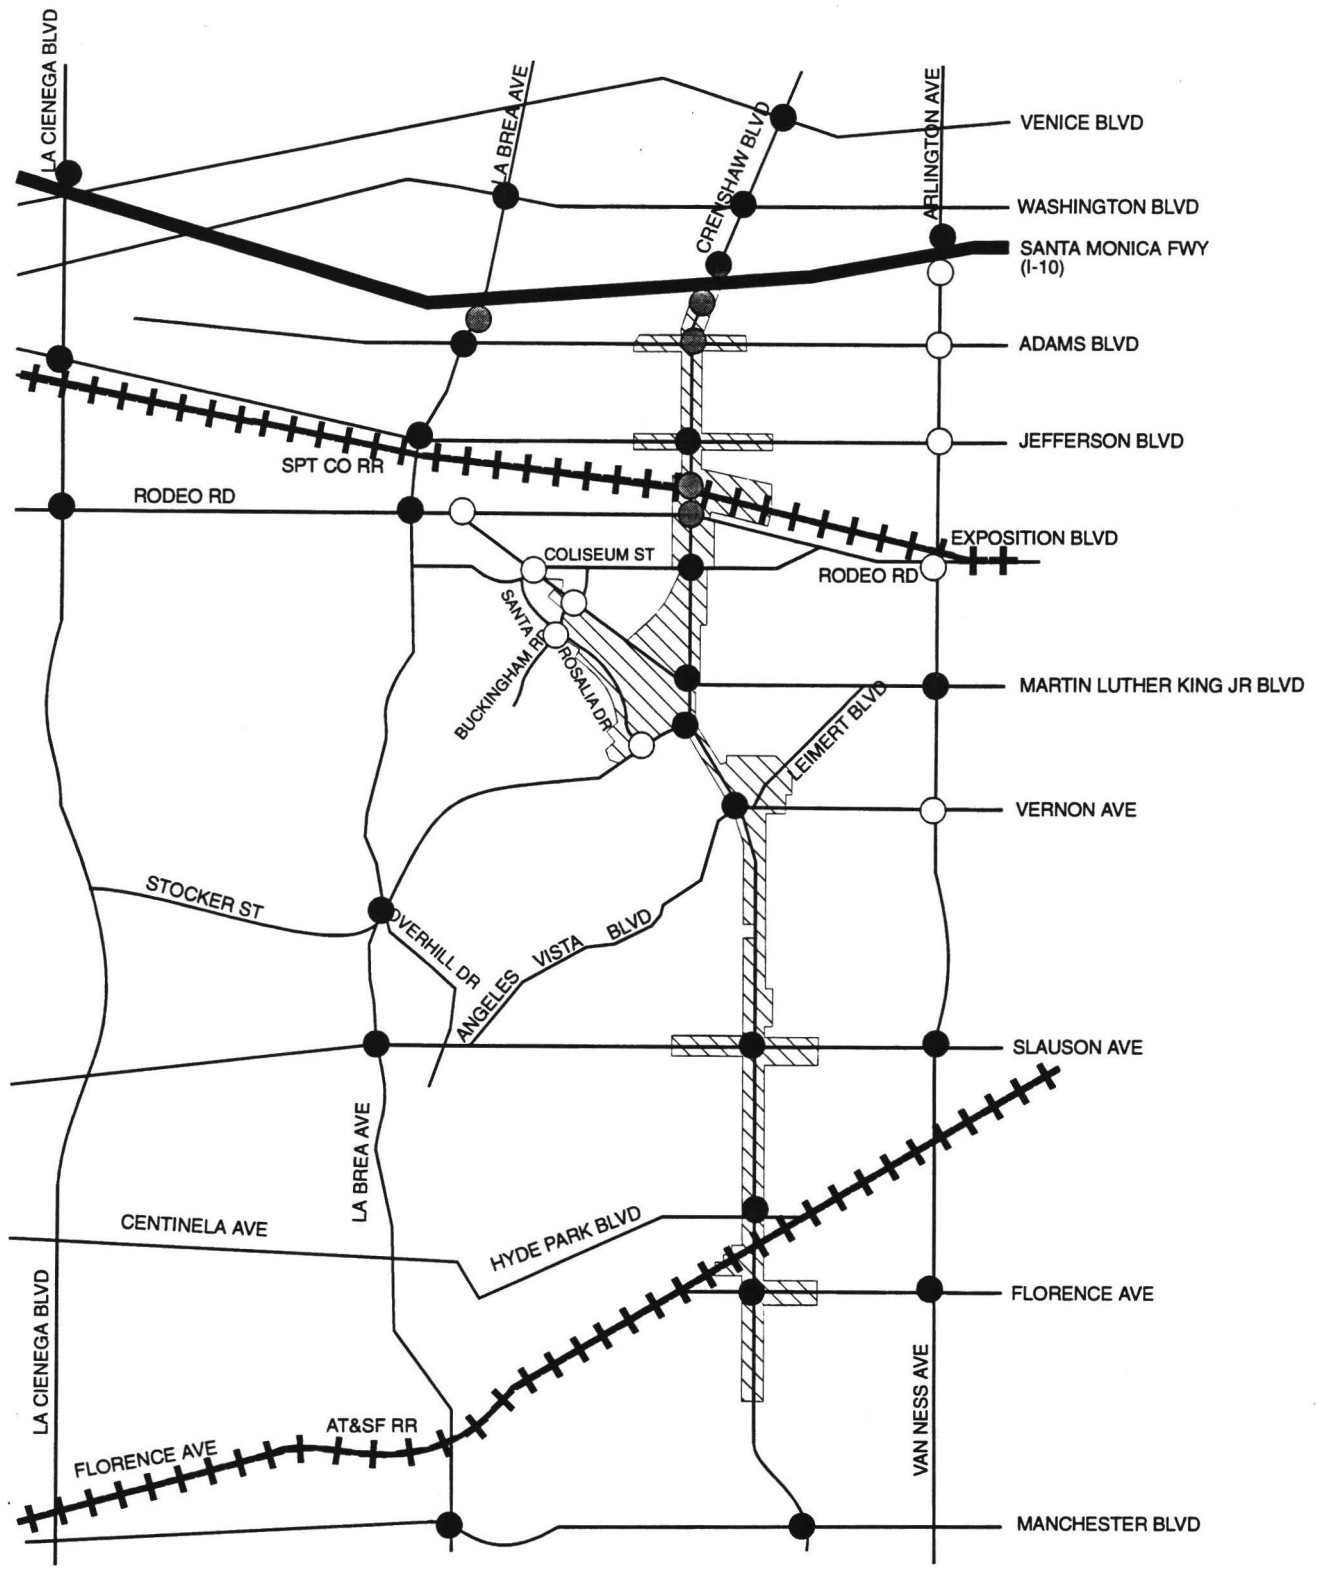 LA CIENEGA BLVD
LA BREA AVE
CRENSHAW BLVD
ARLINGTON AVE
VENICE BLVD
WASHINGTON BLVD
SANTA MONICA FWY
(I-10)
ADAMS BLVD
JEFFERSON BLVD
SPT CO RR
RODEO RD
EXPOSITION BLVD
COLISEUM ST
RODEO RD
SANTA
ROSALIA DR
BUCKINGHAM RD
MARTIN LUTHER KING JR BLVD
LEIMERT BLVD
VERNON AVE
STOCKER ST
OVERHILL DR
ANGELES VISTA BLVD
SLAUSON AVE
LA BREA AVE
CENTINELA AVE
HYDE PARK BLVD
FLORENCE AVE
LA CIENEGA BLVD
VAN NESS AVE
AT&SF RR
FLORENCE AVE
MANCHESTER BLVD